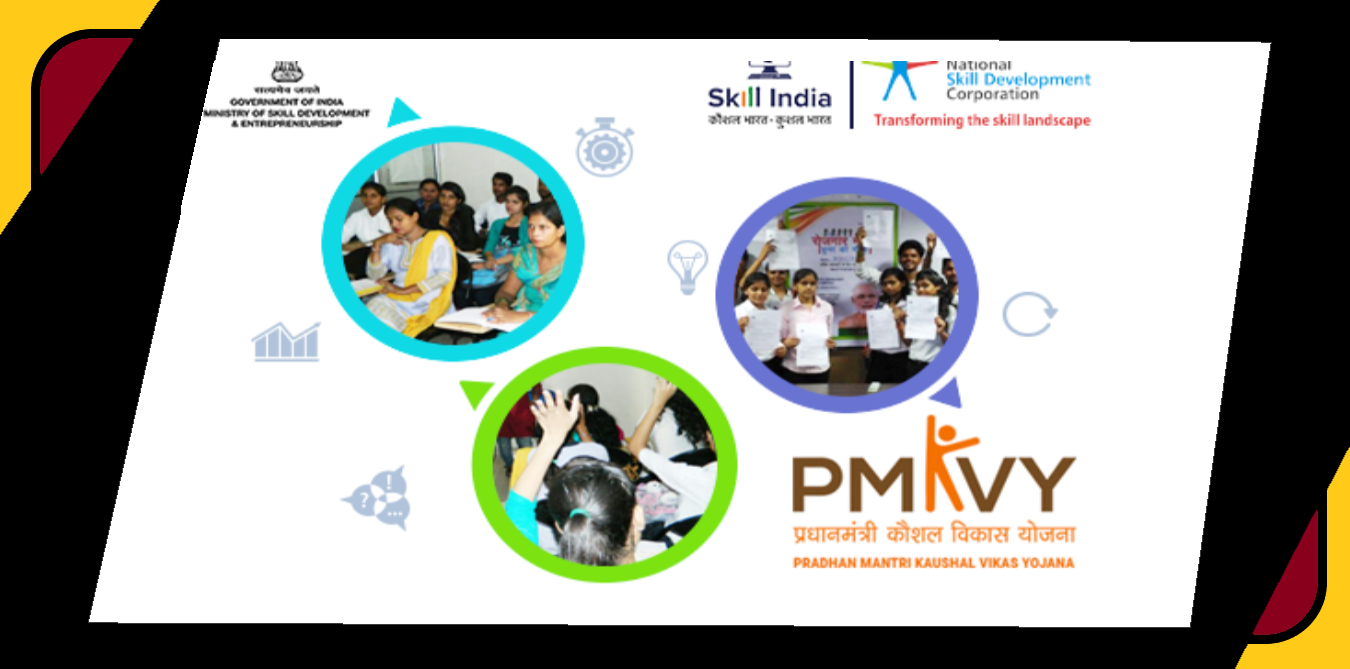 सत्यमेव जयते
GOVERNMENT OF INDIA
MINISTRY OF SKILL DEVELOPMENT
& ENTREPRENEURSHIP
Skill India
कौशल भारत - कुशल भारत
National
Skill Development
Corporation
Transforming the skill landscape
रोजगार
PMKVY
प्रधानमंत्री कौशल विकास योजना
PRADHAN MANTRI KAUSHAL VIKAS YOJANA